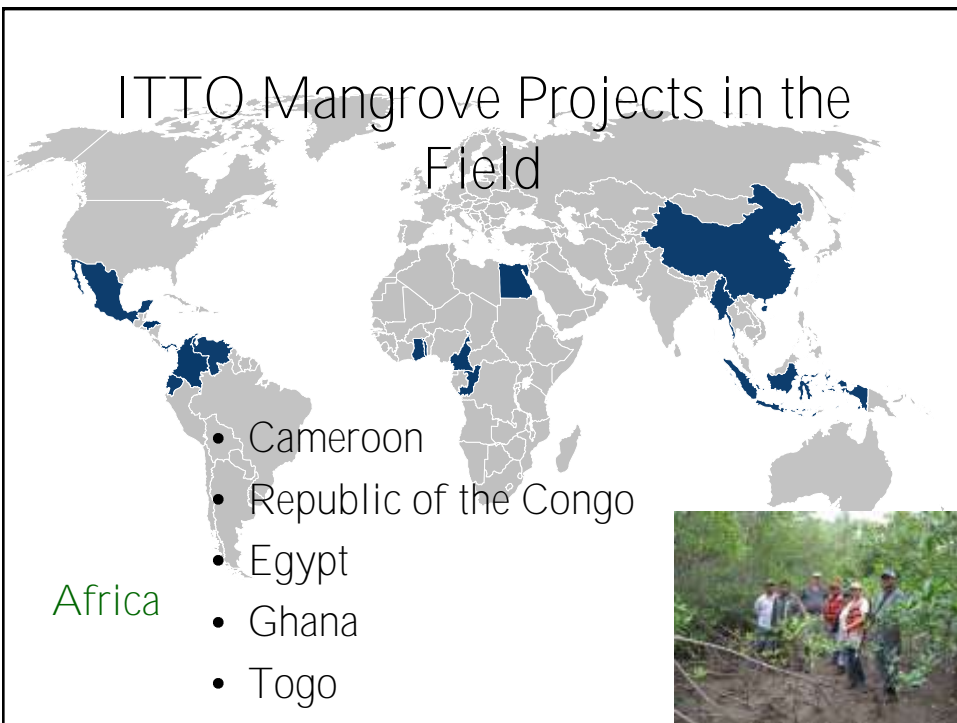 ITTO Mangrove Projects in the
Field
• Cameroon
• Republic of the Congo
• Egypt
Africa
• Ghana
• Togo